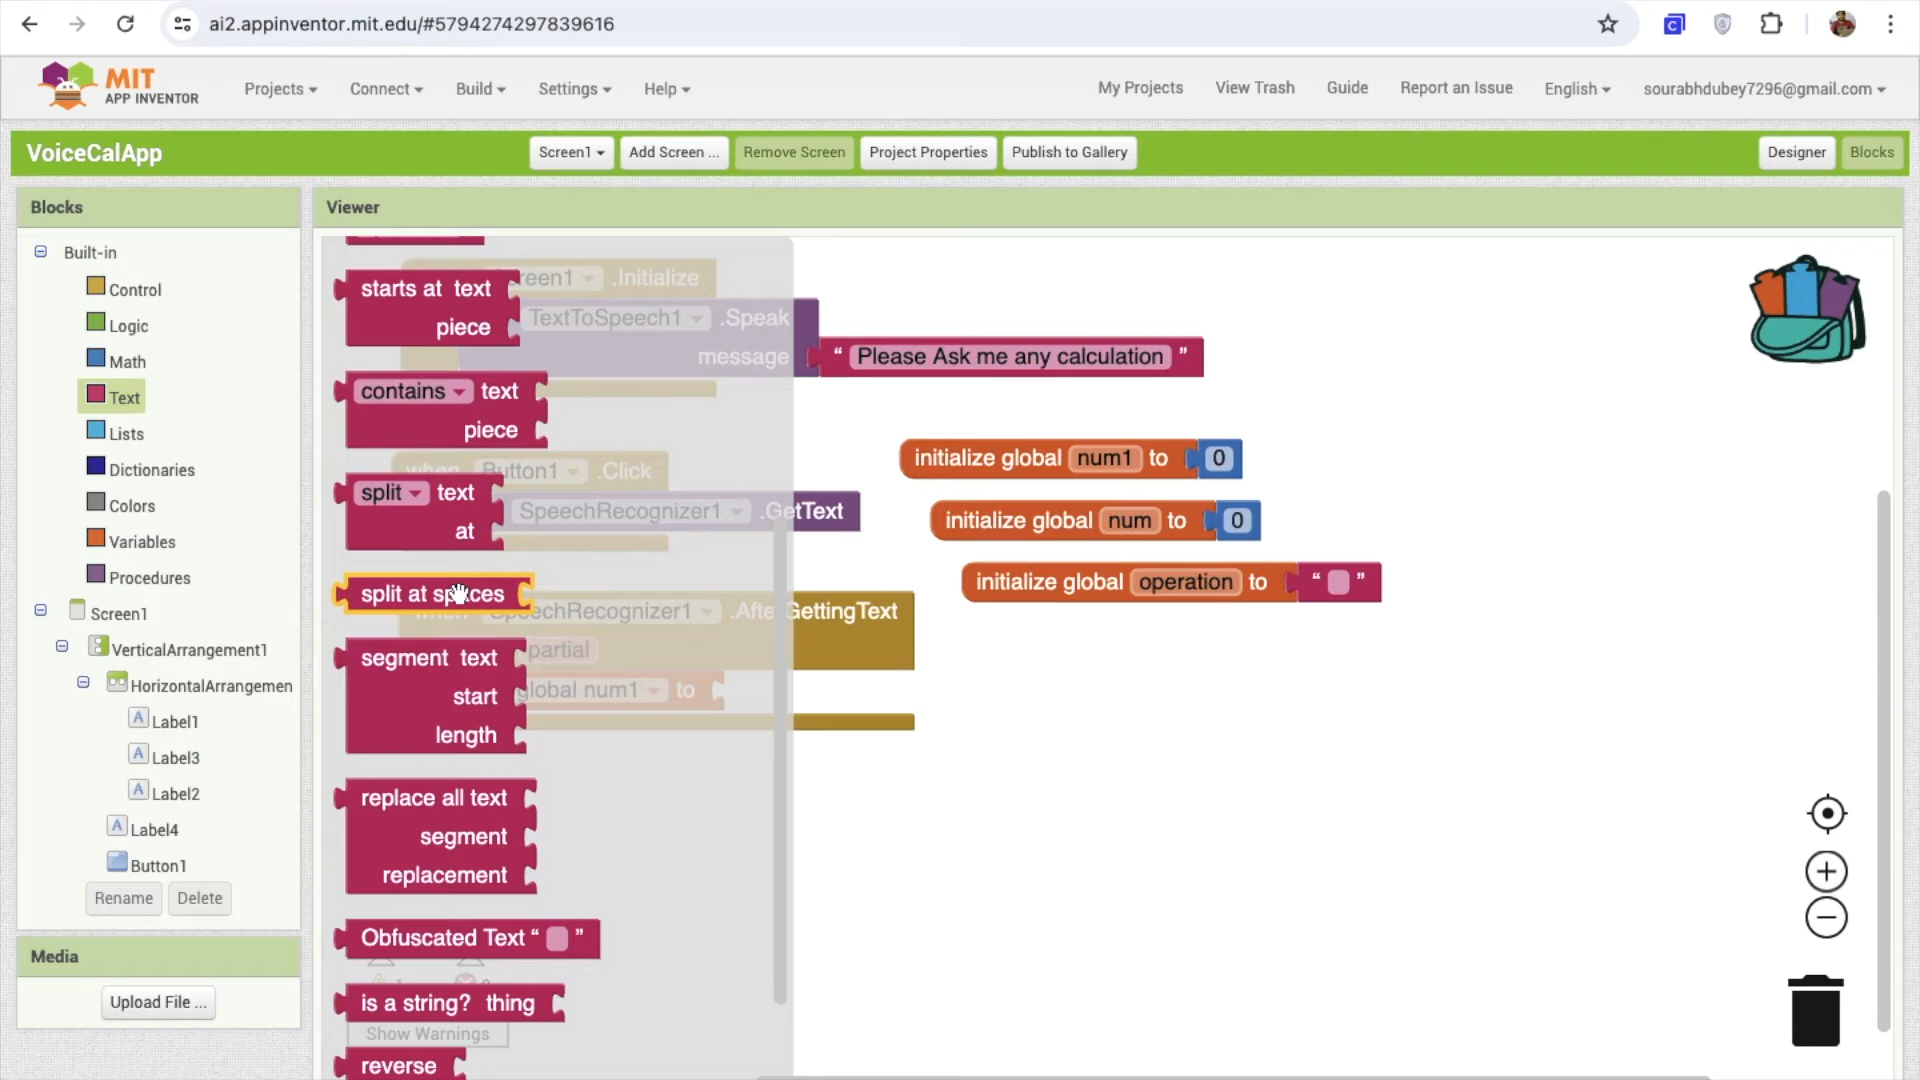 ai2.appinventor.mit.edu/#5794274297839616
MIT
APP INVENTOR
Projects
Connect
Build
Settings
Help
My Projects
View Trash
Guide
Report an Issue
English
sourabhdubey7296@gmail.com
VoiceCalApp
Screen1
Add Screen ...
Remove Screen
Project Properties
Publish to Gallery
Designer
Blocks
Blocks
Built-in
Control
Logic
Math
Text
Lists
Dictionaries
Colors
Variables
Procedures
Screen1
VerticalArrangement1
HorizontalArrangemen
Label1
Label3
Label2
Label4
Button1
Rename
Delete
Media
Upload File ...
Viewer
starts at text
piece
contains text
piece
split text
at
split at spaces
segment text
start
length
replace all text
segment
replacement
Obfuscated Text “ ”
is a string? thing
reverse
Show Warnings
reen1 .Initialize
TextToSpeech1 .Speak
message “ Please Ask me any calculation ”
when Button1 .Click
SpeechRecognizer1 .GetText
when SpeechRecognizer1 .AfterGettingText
partial
global num1 to
initialize global num1 to 0
initialize global num to 0
initialize global operation to “ ”